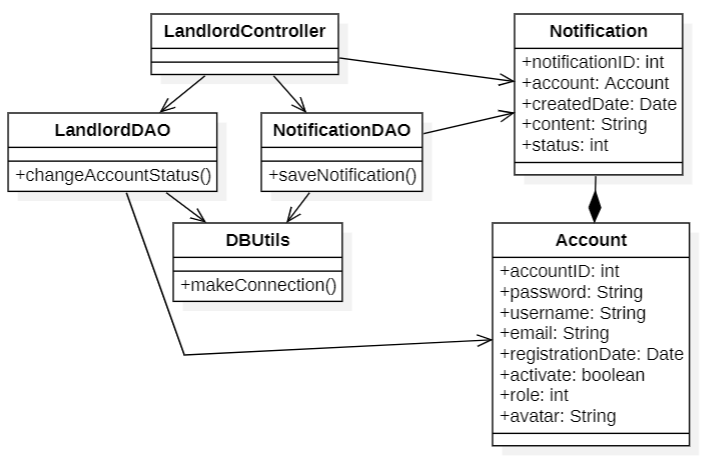 LandlordController
Notification
+notificationID: int
+account: Account
+createdDate: Date
+content: String
+status: int
LandlordDAO
+changeAccountStatus()
NotificationDAO
+saveNotification()
DBUtils
+makeConnection()
Account
+accountID: int
+password: String
+username: String
+email: String
+registrationDate: Date
+activate: boolean
+role: int
+avatar: String